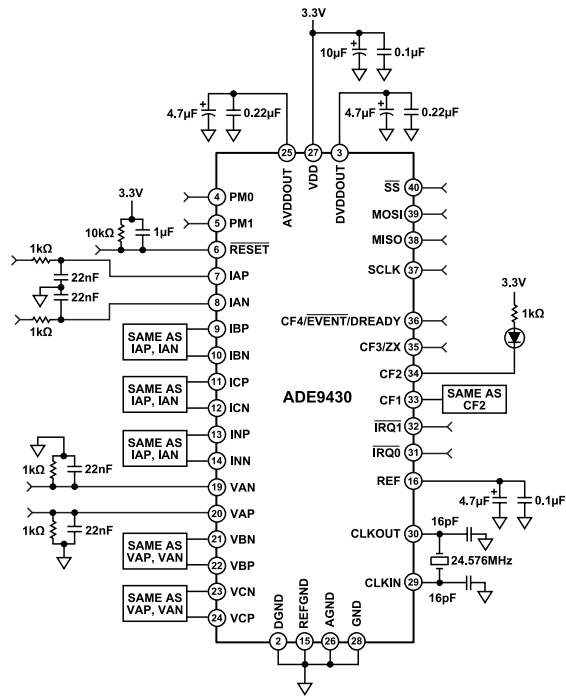 3.3V
10µF
0.1µF
4.7µF
0.22µF
4.7µF
0.22µF
25
27
3
AVDDOUT
VDD
DVDDOUT
3.3V
10kΩ
1µF
4
PM0
5
PM1
6
RESET
1kΩ
22nF
22nF
1kΩ
7
IAP
8
IAN
SAME AS
IAP, IAN
9
IBP
10
IBN
SAME AS
IAP, IAN
11
ICP
12
ICN
SAME AS
IAP, IAN
13
INP
14
INN
1kΩ
22nF
19
VAN
20
VAP
1kΩ
22nF
SAME AS
VAP, VAN
21
VBN
22
VBP
SAME AS
VAP, VAN
23
VCN
24
VCP
ADE9430
SS
40
MOSI
39
MISO
38
SCLK
37
3.3V
1kΩ
CF4/EVENT/DREADY
36
CF3/ZX
35
CF2
34
CF1
33
SAME AS
CF2
IRQ1
32
IRQ0
31
REF
16
4.7µF
0.1µF
CLKOUT
30
16pF
24.576MHz
CLKIN
29
16pF
DGND
REFGND
AGND
GND
2
15
26
28